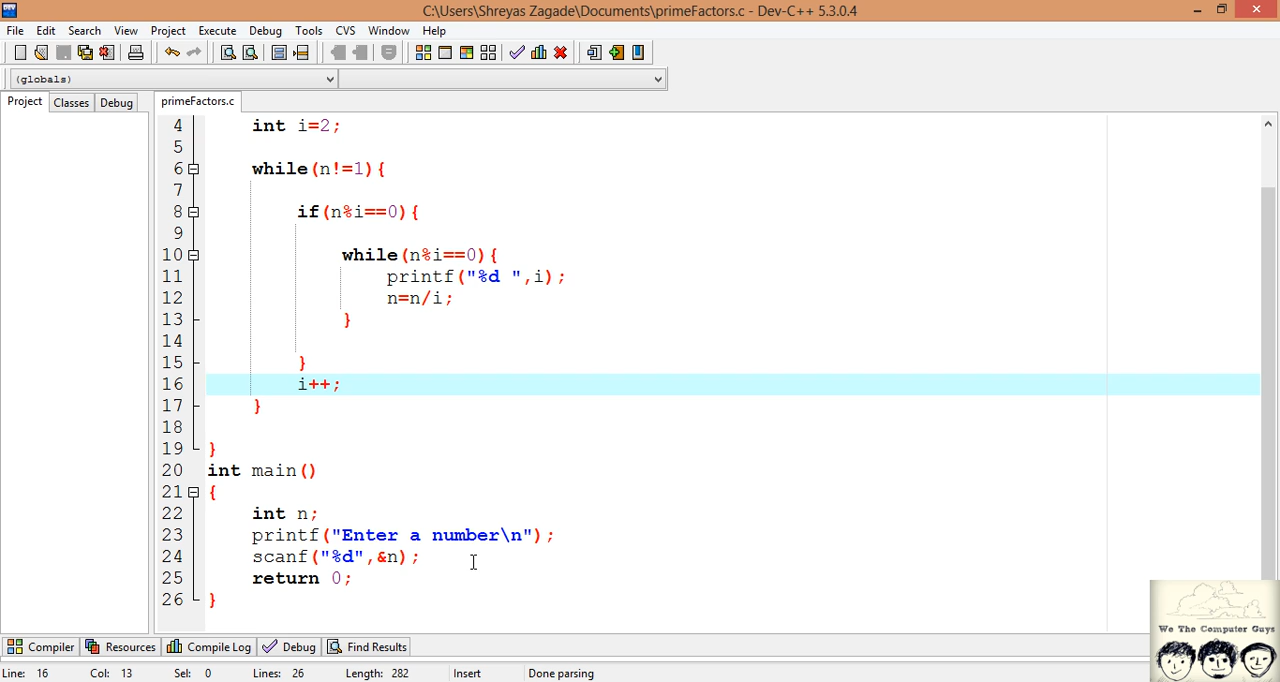 C:\Users\Shreyas Zagade\Documents\primeFactors.c - Dev-C++ 5.3.0.4
File Edit Search View Project Execute Debug Tools CVS Window Help
(globals)
Project Classes Debug primeFactors.c
4 int i=2;
5
6 while(n!=1){
7
8 if(n%i==0){
9
10 while(n%i==0){
11 printf("%d ",i);
12 n=n/i;
13 }
14
15 }
16 i++;
17 }
18
19 }
20 int main()
21 {
22 int n;
23 printf("Enter a number\n");
24 scanf("%d",&n);
25 return 0;
26 }
We The Computer Guys
Compiler Resources Compile Log Debug Find Results
Line: 16 Col: 13 Sel: 0 Lines: 26 Length: 282 Insert Done parsing